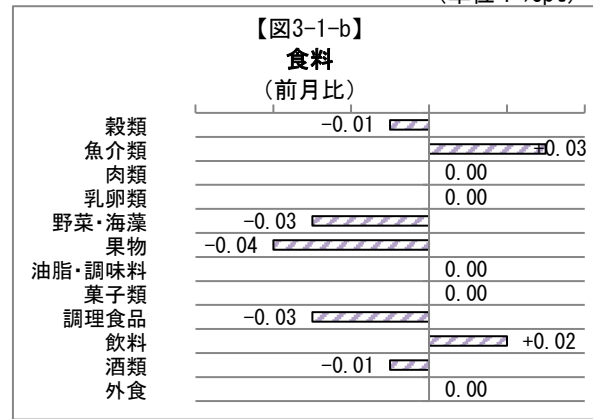 【図3-1-b】
食料
(前月比)
穀類 -0.01
魚介類 +0.03
肉類 0.00
乳卵類 0.00
野菜・海藻 -0.03
果物 -0.04
油脂・調味料 0.00
菓子類 0.00
調理食品 -0.03
飲料 +0.02
酒類 -0.01
外食 0.00